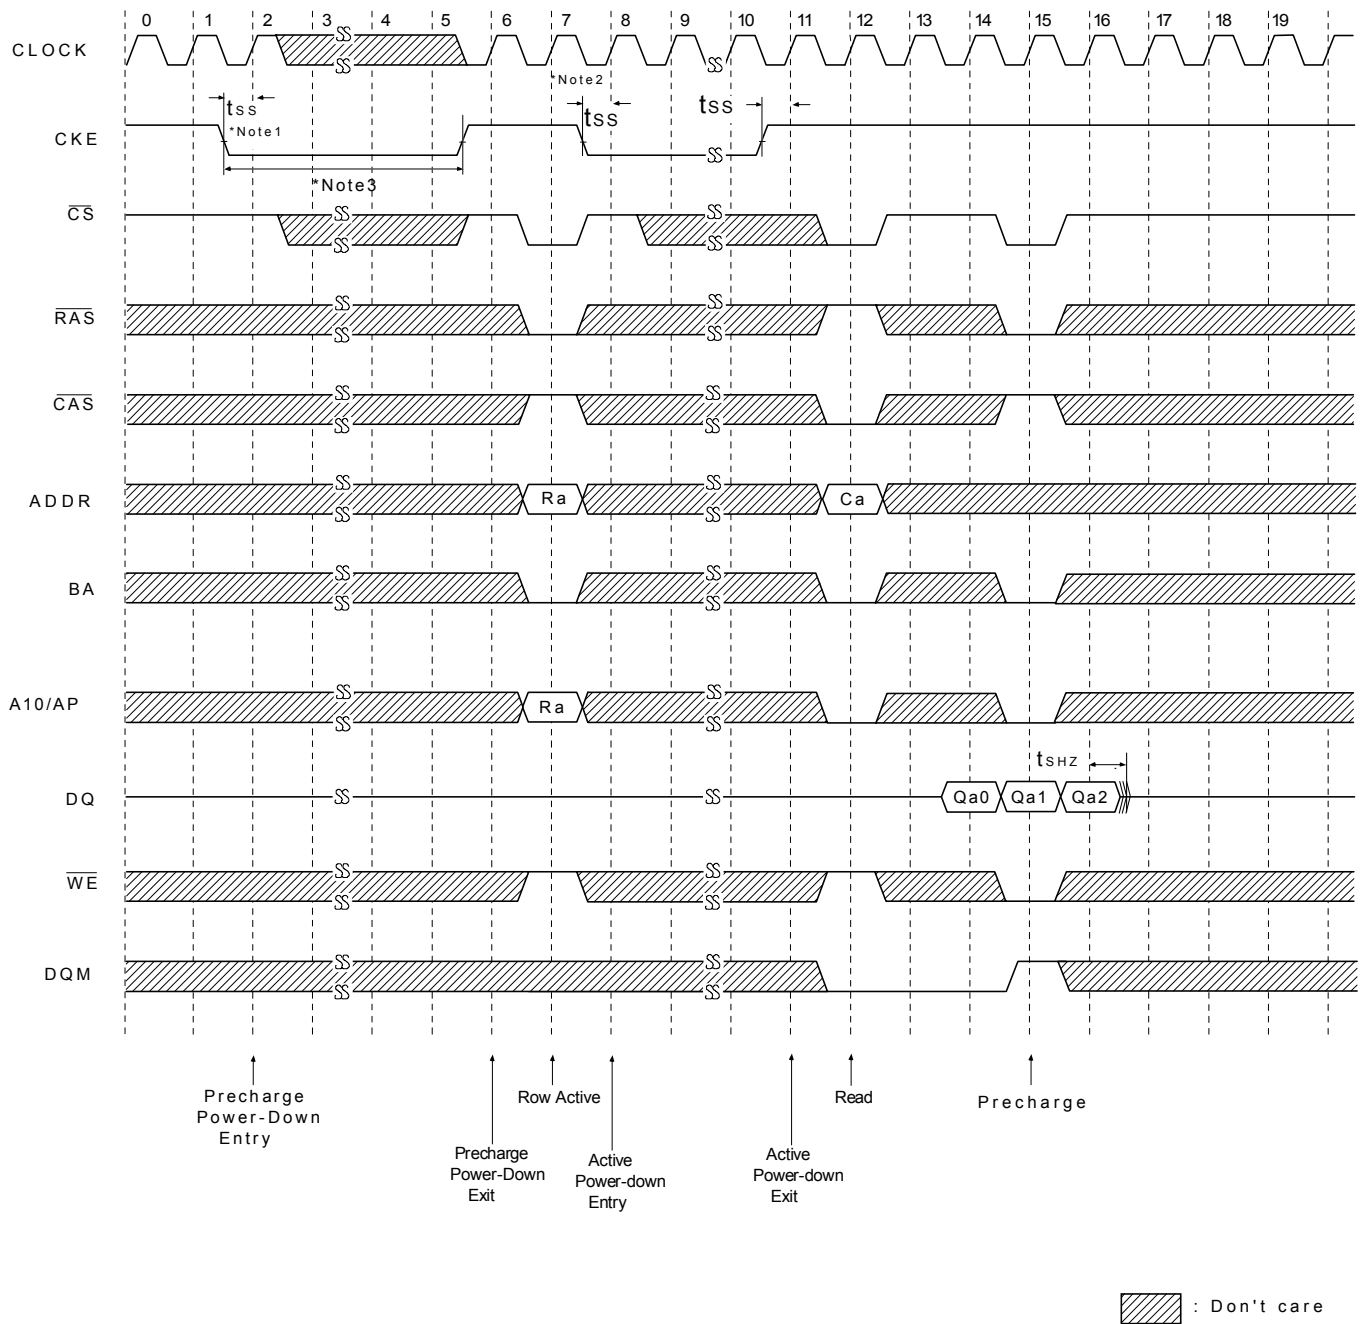 0 1 2 3 4 5 6 7 8 9 10 11 12 13 14 15 16 17 18 19
CLOCK
*Note2
tss
tss
tss
*Note1
CKE
*Note3
CS
RAS
CAS
ADDR
Ra
Ca
BA
A10/AP
Ra
tSHZ
DQ
Qa0 Qa1 Qa2
WE
DQM
Precharge
Power-Down
Entry
Precharge
Power-Down
Exit
Row Active
Active
Power-down
Entry
Active
Power-down
Exit
Read
Precharge
: Don't care